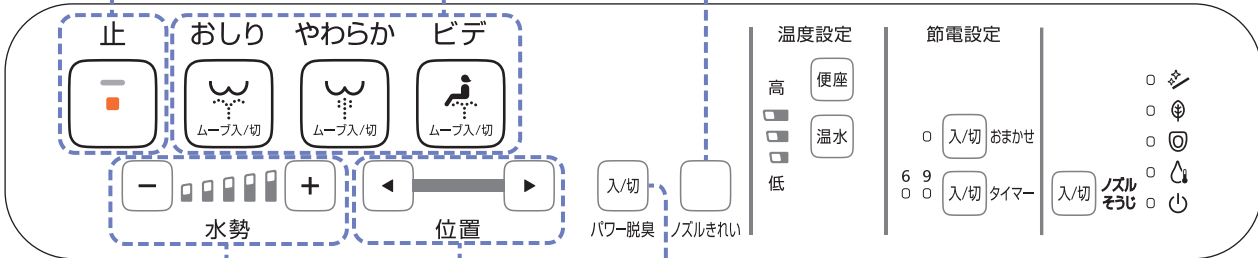 止
おしり
やわらか
ビデ
ムーブ入/切
ムーブ入/切
ムーブ入/切
− +
水勢
◀ ▶
位置
入/切
パワー脱臭
ノズルきれい
温度設定
高
低
便座
温水
節電設定
入/切 おまかせ
6 9
入/切 タイマー
入/切 ノズル
そうじ